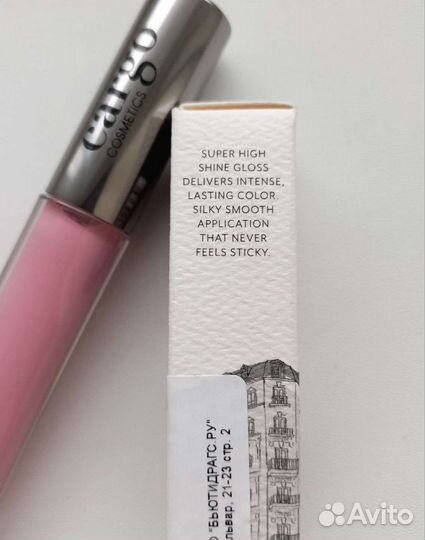 cargo
COSMETICS
SUPER HIGH
SHINE GLOSS
DELIVERS INTENSE,
LASTING COLOR.
SILKY SMOOTH
APPLICATION
THAT NEVER
FEELS STICKY.
"БЬЮТИДРАГС.РУ"
21-23 стр. 2
Avito